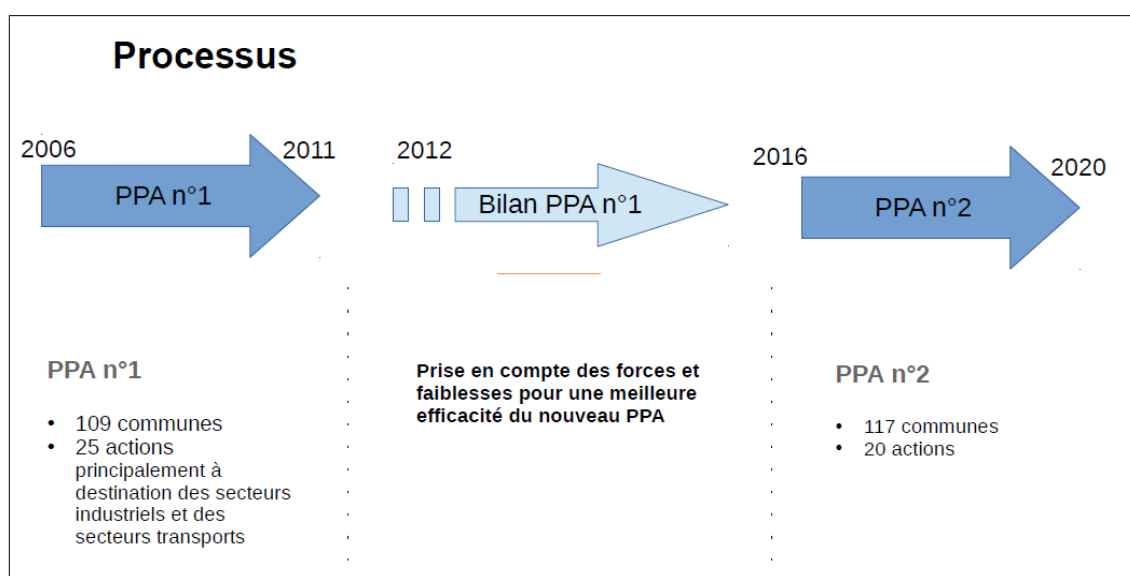 Processus
2006
2011
PPA n°1
2012
Bilan PPA n°1
2016
2020
PPA n°2
PPA n°1
• 109 communes
• 25 actions
principalement à
destination des secteurs
industriels et des
secteurs transports
Prise en compte des forces et
faiblesses pour une meilleure
efficacité du nouveau PPA
PPA n°2
• 117 communes
• 20 actions